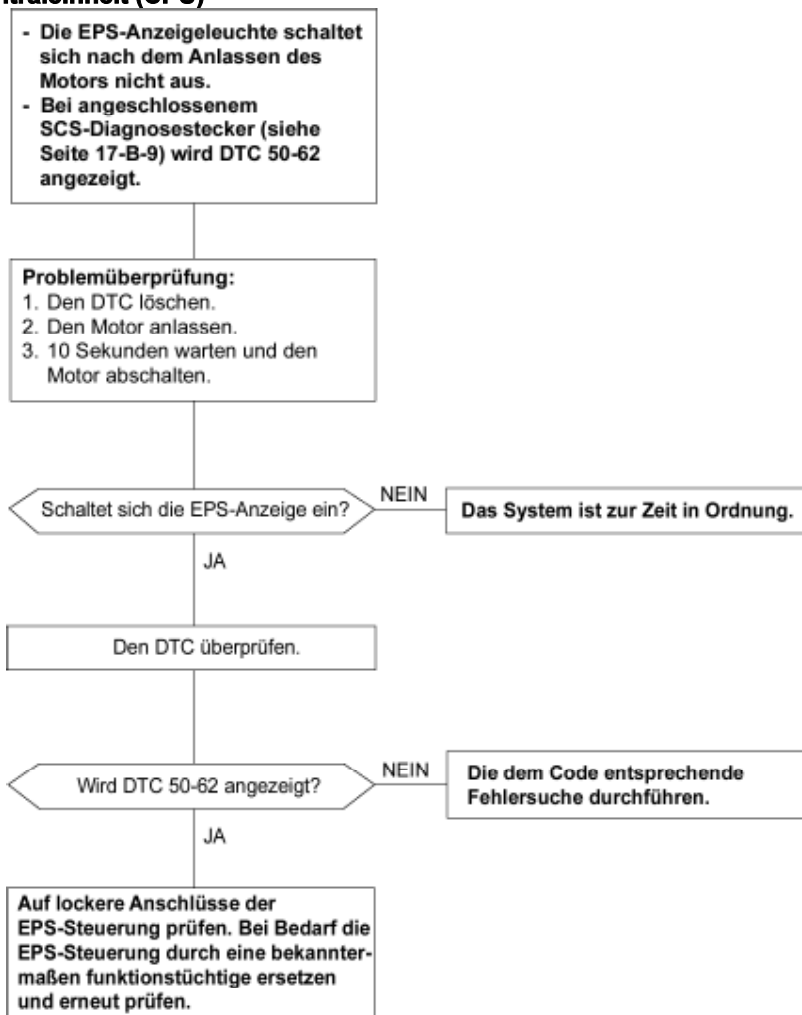 - Die EPS-Anzeigeleuchte schaltet
sich nach dem Anlassen des
Motors nicht aus.
- Bei angeschlossenem
SCS-Diagnosestecker (siehe
Seite 17-B-9) wird DTC 50-62
angezeigt.
Problemüberprüfung:
1. Den DTC löschen.
2. Den Motor anlassen.
3. 10 Sekunden warten und den
Motor abschalten.
Schaltet sich die EPS-Anzeige ein?
NEIN
Das System ist zur Zeit in Ordnung.
JA
Den DTC überprüfen.
Wird DTC 50-62 angezeigt?
NEIN
Die dem Code entsprechende
Fehlersuche durchführen.
JA
Auf lockere Anschlüsse der
EPS-Steuerung prüfen. Bei Bedarf die
EPS-Steuerung durch eine bekannter-
maßen funktionstüchtige ersetzen
und erneut prüfen.